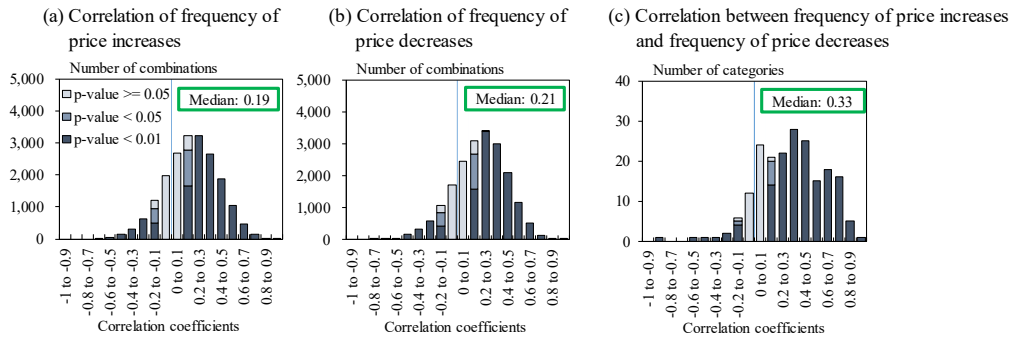 (a) Correlation of frequency of
price increases
Number of combinations
5,000
4,000
3,000
2,000
1,000
0
p-value >= 0.05
p-value < 0.05
p-value < 0.01
Median: 0.19
-1 to -0.9
-0.8 to -0.7
-0.6 to -0.5
-0.4 to -0.3
-0.2 to -0.1
0 to 0.1
0.2 to 0.3
0.4 to 0.5
0.6 to 0.7
0.8 to 0.9
Correlation coefficients
(b) Correlation of frequency of
price decreases
Number of combinations
5,000
4,000
3,000
2,000
1,000
0
Median: 0.21
-1 to -0.9
-0.8 to -0.7
-0.6 to -0.5
-0.4 to -0.3
-0.2 to -0.1
0 to 0.1
0.2 to 0.3
0.4 to 0.5
0.6 to 0.7
0.8 to 0.9
Correlation coefficients
(c) Correlation between frequency of price increases
and frequency of price decreases
Number of categories
40
30
20
10
0
Median: 0.33
-1 to -0.9
-0.8 to -0.7
-0.6 to -0.5
-0.4 to -0.3
-0.2 to -0.1
0 to 0.1
0.2 to 0.3
0.4 to 0.5
0.6 to 0.7
0.8 to 0.9
Correlation coefficients